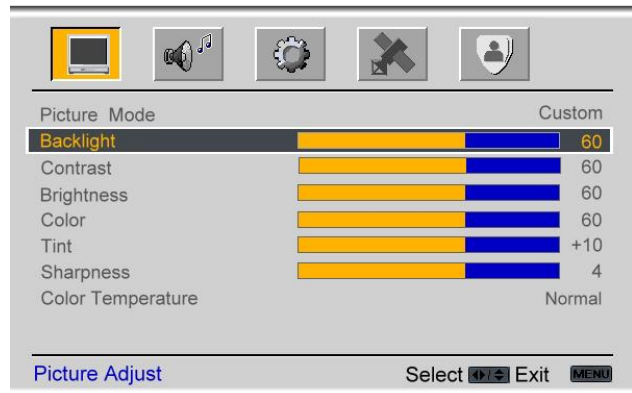 Picture Mode Custom
Backlight 60
Contrast 60
Brightness 60
Color 60
Tint +10
Sharpness 4
Color Temperature Normal
Picture Adjust Select / Exit MENU